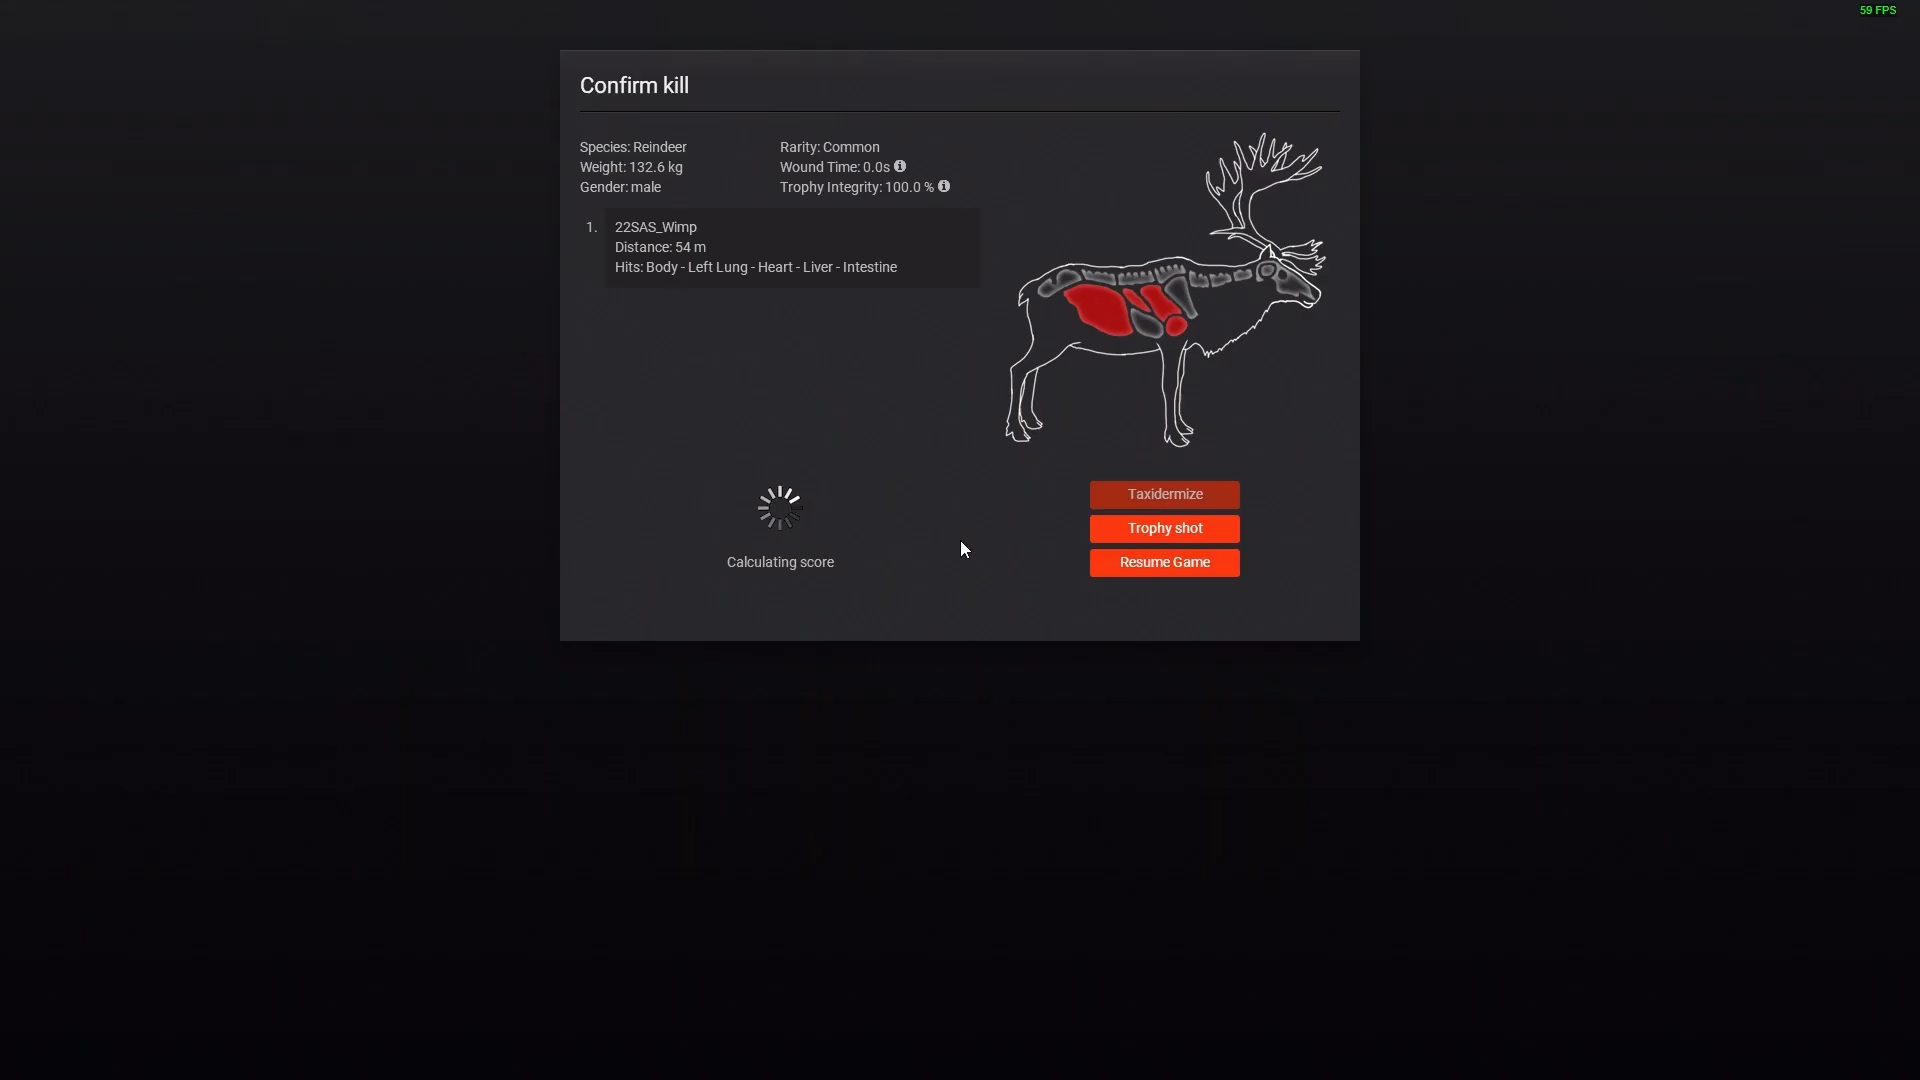 59 FPS
Confirm kill
Species: Reindeer
Weight: 132.6 kg
Gender: male
Rarity: Common
Wound Time: 0.0s
Trophy Integrity: 100.0 %
1.
22SAS_Wimp
Distance: 54 m
Hits: Body - Left Lung - Heart - Liver - Intestine
Calculating score
Taxidermize
Trophy shot
Resume Game